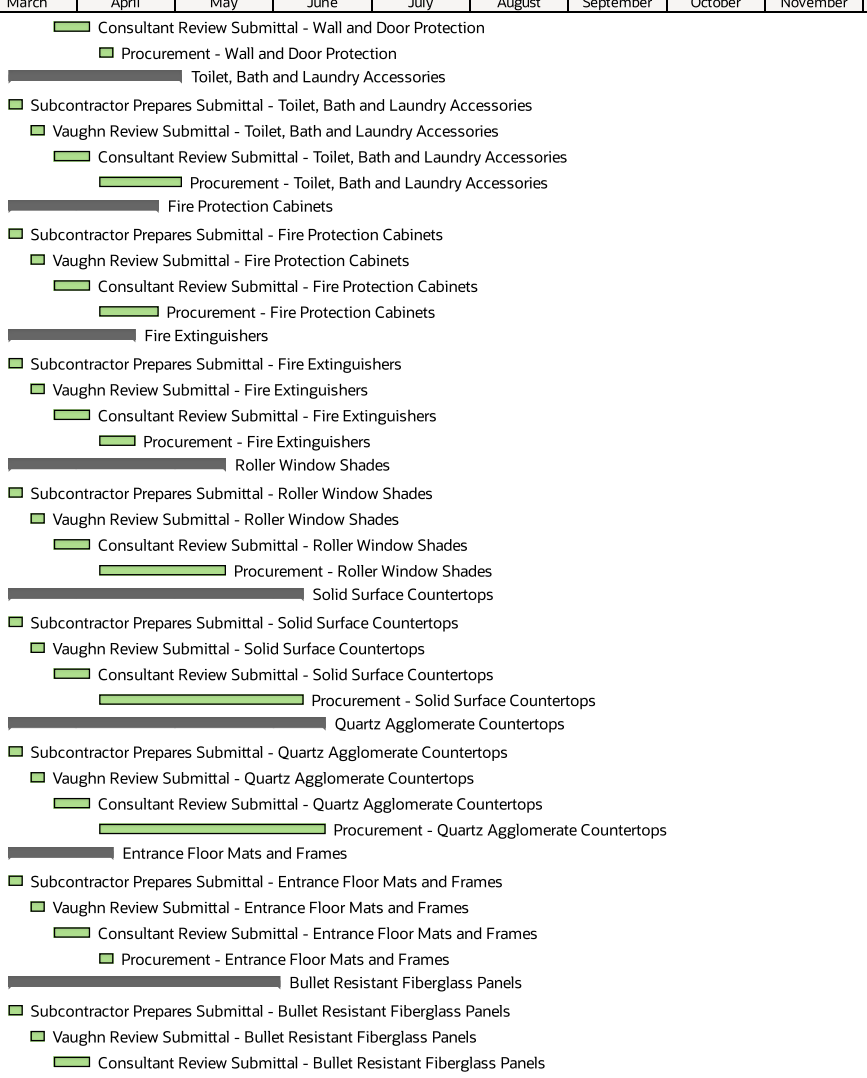 March April May June July August September October November
Consultant Review Submittal - Wall and Door Protection
Procurement - Wall and Door Protection
Toilet, Bath and Laundry Accessories
Subcontractor Prepares Submittal - Toilet, Bath and Laundry Accessories
Vaughn Review Submittal - Toilet, Bath and Laundry Accessories
Consultant Review Submittal - Toilet, Bath and Laundry Accessories
Procurement - Toilet, Bath and Laundry Accessories
Fire Protection Cabinets
Subcontractor Prepares Submittal - Fire Protection Cabinets
Vaughn Review Submittal - Fire Protection Cabinets
Consultant Review Submittal - Fire Protection Cabinets
Procurement - Fire Protection Cabinets
Fire Extinguishers
Subcontractor Prepares Submittal - Fire Extinguishers
Vaughn Review Submittal - Fire Extinguishers
Consultant Review Submittal - Fire Extinguishers
Procurement - Fire Extinguishers
Roller Window Shades
Subcontractor Prepares Submittal - Roller Window Shades
Vaughn Review Submittal - Roller Window Shades
Consultant Review Submittal - Roller Window Shades
Procurement - Roller Window Shades
Solid Surface Countertops
Subcontractor Prepares Submittal - Solid Surface Countertops
Vaughn Review Submittal - Solid Surface Countertops
Consultant Review Submittal - Solid Surface Countertops
Procurement - Solid Surface Countertops
Quartz Agglomerate Countertops
Subcontractor Prepares Submittal - Quartz Agglomerate Countertops
Vaughn Review Submittal - Quartz Agglomerate Countertops
Consultant Review Submittal - Quartz Agglomerate Countertops
Procurement - Quartz Agglomerate Countertops
Entrance Floor Mats and Frames
Subcontractor Prepares Submittal - Entrance Floor Mats and Frames
Vaughn Review Submittal - Entrance Floor Mats and Frames
Consultant Review Submittal - Entrance Floor Mats and Frames
Procurement - Entrance Floor Mats and Frames
Bullet Resistant Fiberglass Panels
Subcontractor Prepares Submittal - Bullet Resistant Fiberglass Panels
Vaughn Review Submittal - Bullet Resistant Fiberglass Panels
Consultant Review Submittal - Bullet Resistant Fiberglass Panels